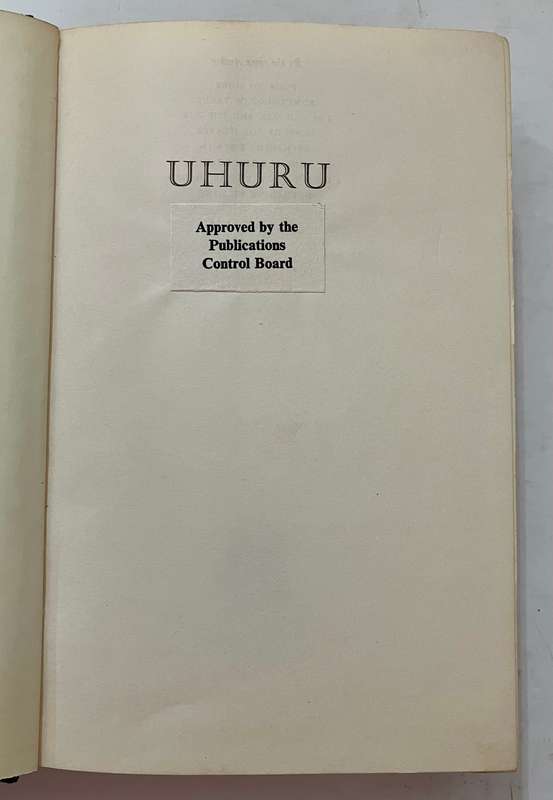 UHURU
Approved by the
Publications
Control Board